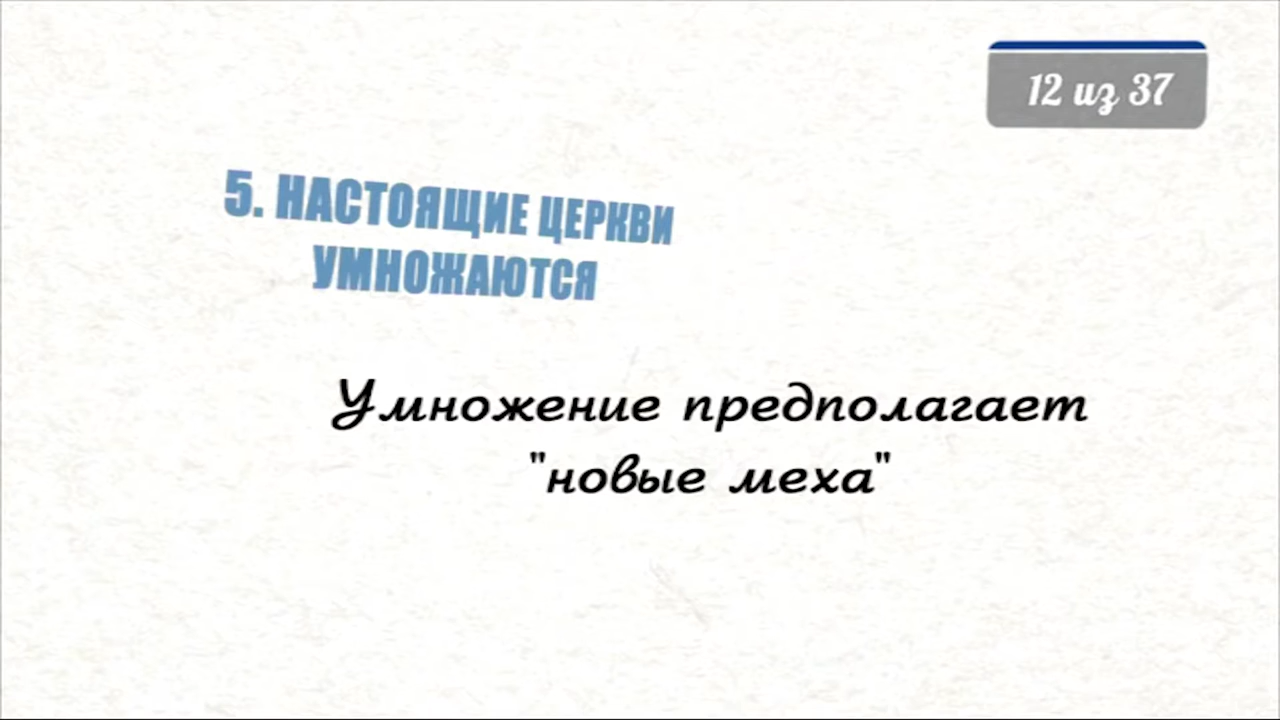 12 из 37
5. НАСТОЯЩИЕ ЦЕРКВИ
УМНОЖАЮТСЯ
Умножение предполагает
"новые меха"